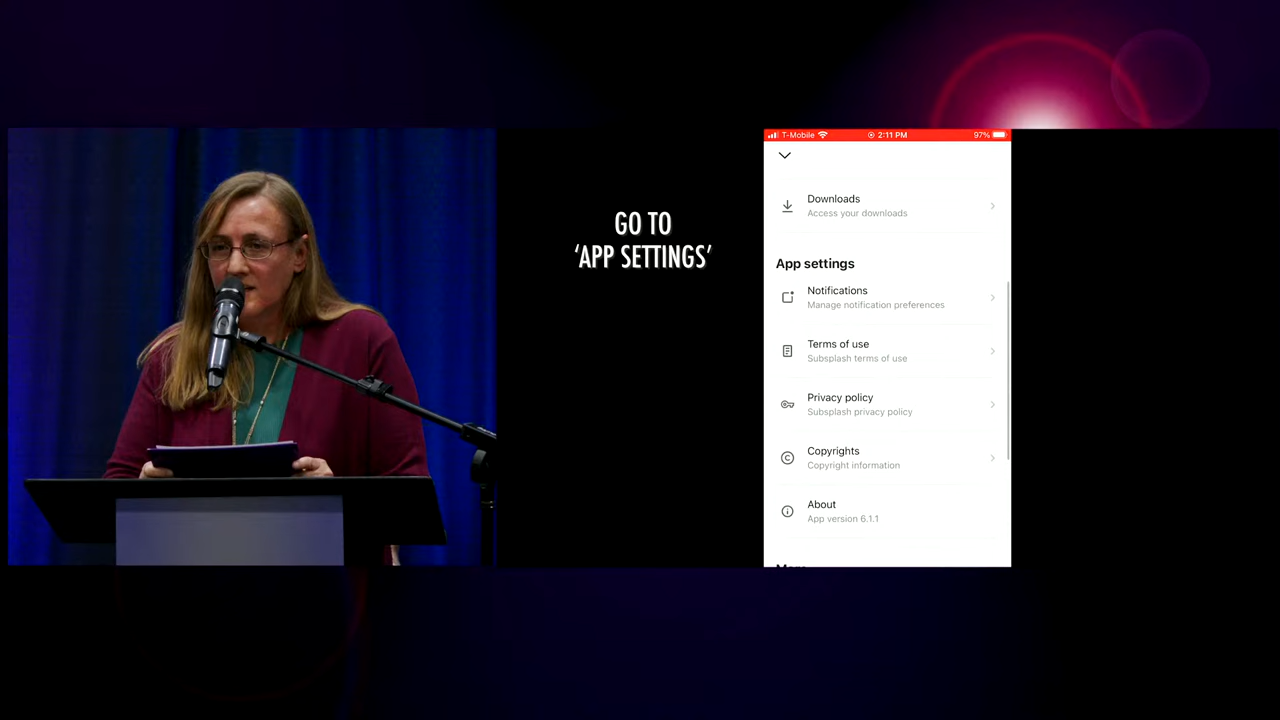 GO TO
‘APP SETTINGS’
T-Mobile
2:11 PM
97%
Downloads
Access your downloads
App settings
Notifications
Manage notification preferences
Terms of use
Subsplash terms of use
Privacy policy
Subsplash privacy policy
Copyrights
Copyright information
About
App version 6.1.1